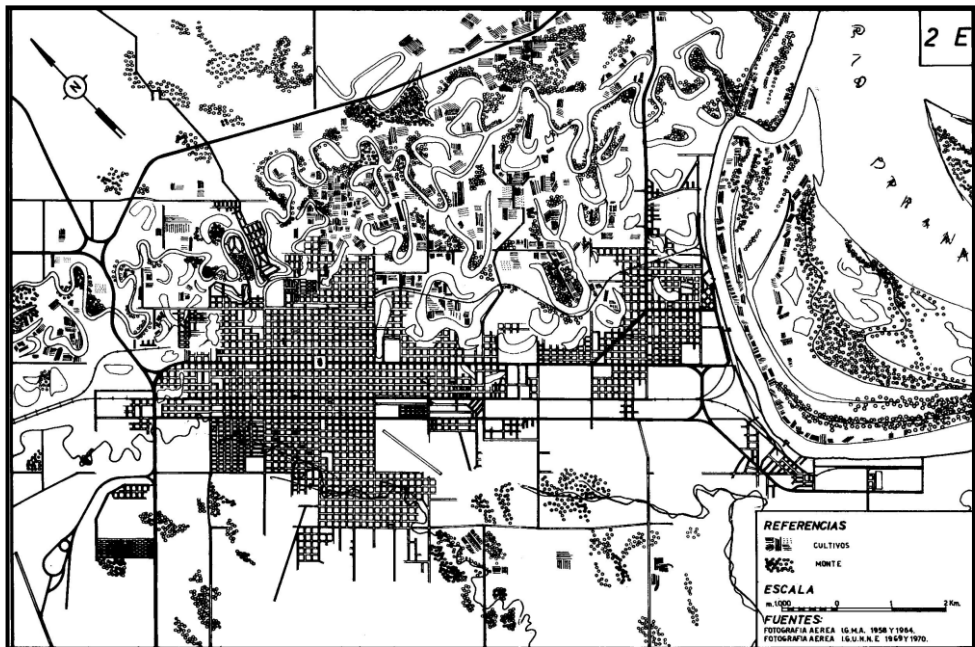 2 E
RIO PARANA
N
REFERENCIAS
CULTIVOS
MONTE
ESCALA
m.1000 0 1 2 Km.
FUENTES:
FOTOGRAFIA AEREA I.G.M.A. 1958 Y 1964.
FOTOGRAFIA AEREA I.G.U.N.N.E 1969 Y 1970.